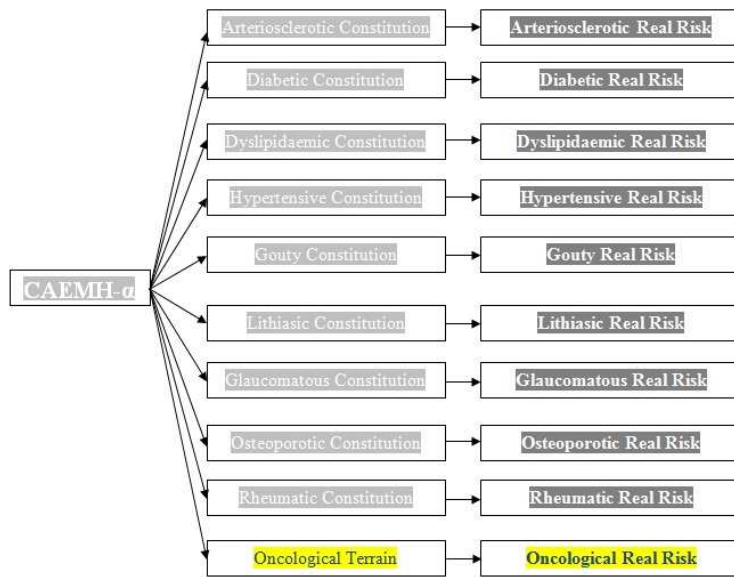 Arteriosclerotic Constitution
Arteriosclerotic Real Risk
Diabetic Constitution
Diabetic Real Risk
Dyslipidaemic Constitution
Dyslipidaemic Real Risk
Hypertensive Constitution
Hypertensive Real Risk
Gouty Constitution
Gouty Real Risk
CAEMH-α
Lithiasic Constitution
Lithiasic Real Risk
Glaucomatous Constitution
Glaucomatous Real Risk
Osteoporotic Constitution
Osteoporotic Real Risk
Rheumatic Constitution
Rheumatic Real Risk
Oncological Terrain
Oncological Real Risk